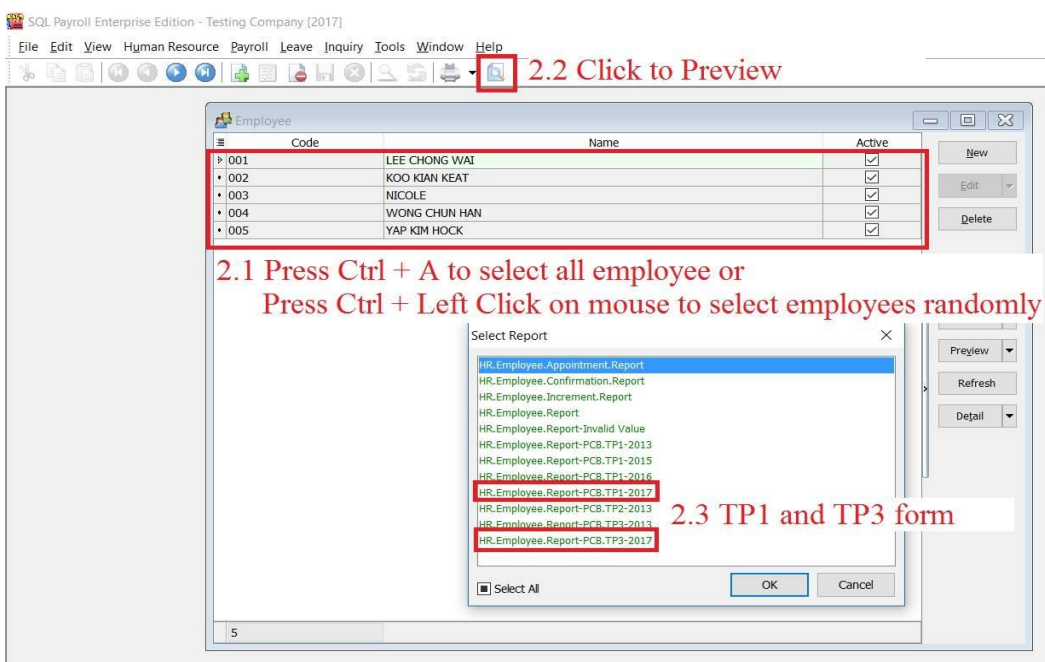 SQL Payroll Enterprise Edition - Testing Company [2017]
File Edit View Human Resource Payroll Leave Inquiry Tools Window Help
2.2 Click to Preview
Employee
Code Name Active
001 LEE CHONG WAI
002 KOO KIAN KEAT
003 NICOLE
004 WONG CHUN HAN
005 YAP KIM HOCK
New
Edit
Delete
2.1 Press Ctrl + A to select all employee or
Press Ctrl + Left Click on mouse to select employees randomly
Select Report
HR.Employee.Appointment.Report
HR.Employee.Confirmation.Report
HR.Employee.Increment.Report
HR.Employee.Report
HR.Employee.Report-Invalid Value
HR.Employee.Report-PCB.TP1-2013
HR.Employee.Report-PCB.TP1-2015
HR.Employee.Report-PCB.TP1-2016
HR.Employee.Report-PCB.TP1-2017
HR.Employee.Report-PCB.TP2-2013
HR.Employee.Report-PCB.TP3-2013
HR.Employee.Report-PCB.TP3-2017
2.3 TP1 and TP3 form
Select All
OK
Cancel
Preview
Refresh
Detail
5